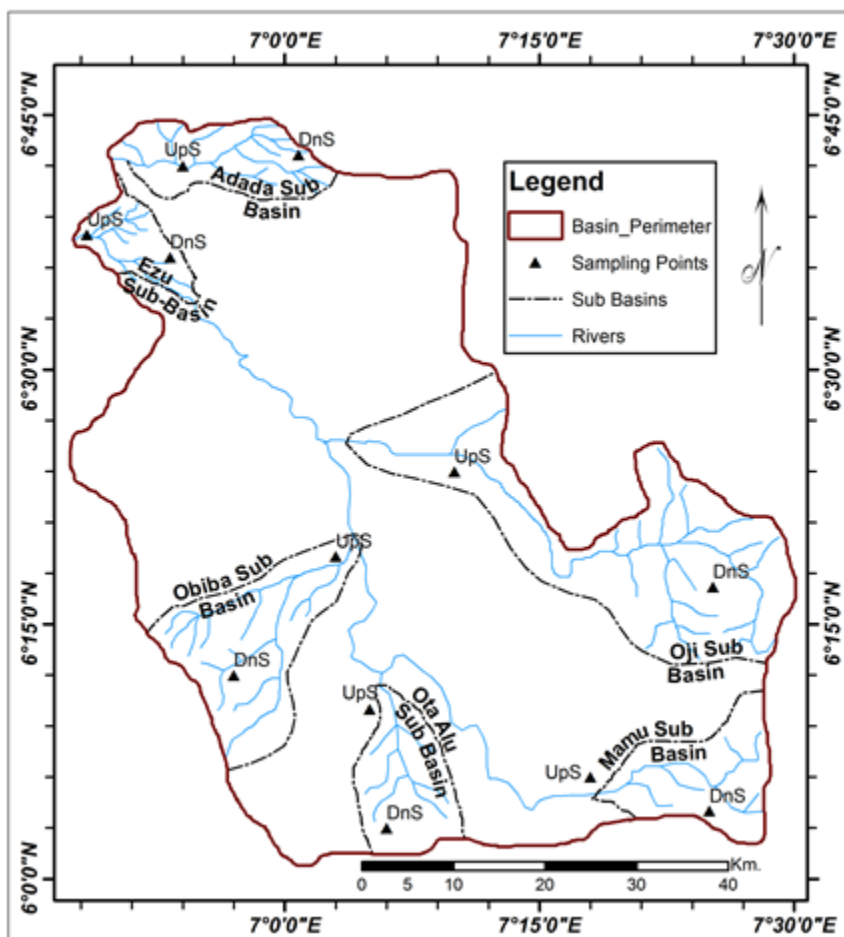 7°0'0"E 7°15'0"E 7°30'0"E
6°45'0"N
6°45'0"N
UpS
DnS
Adada Sub
Basin
UpS
DnS
Ezu
Sub-Basin
Legend
Basin_Perimeter
Sampling Points
Sub Basins
Rivers
N
6°30'0"N
6°30'0"N
UpS
UpS
Obiba Sub
Basin
DnS
DnS
Oji Sub
Basin
6°15'0"N
6°15'0"N
UpS
Ota Alu
Sub Basin
DnS
Mamu Sub
Basin
UpS
DnS
6°0'0"N
6°0'0"N
Km.
0 2.5 5 10 20 30 40
7°0'0"E 7°15'0"E 7°30'0"E